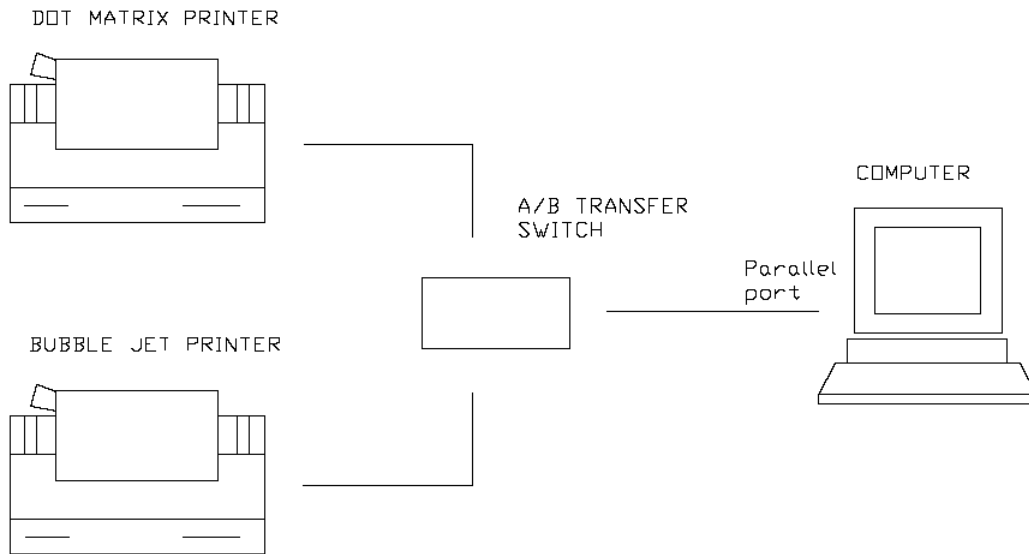 DOT MATRIX PRINTER
COMPUTER
A/B TRANSFER
SWITCH
Parallel
port
BUBBLE JET PRINTER